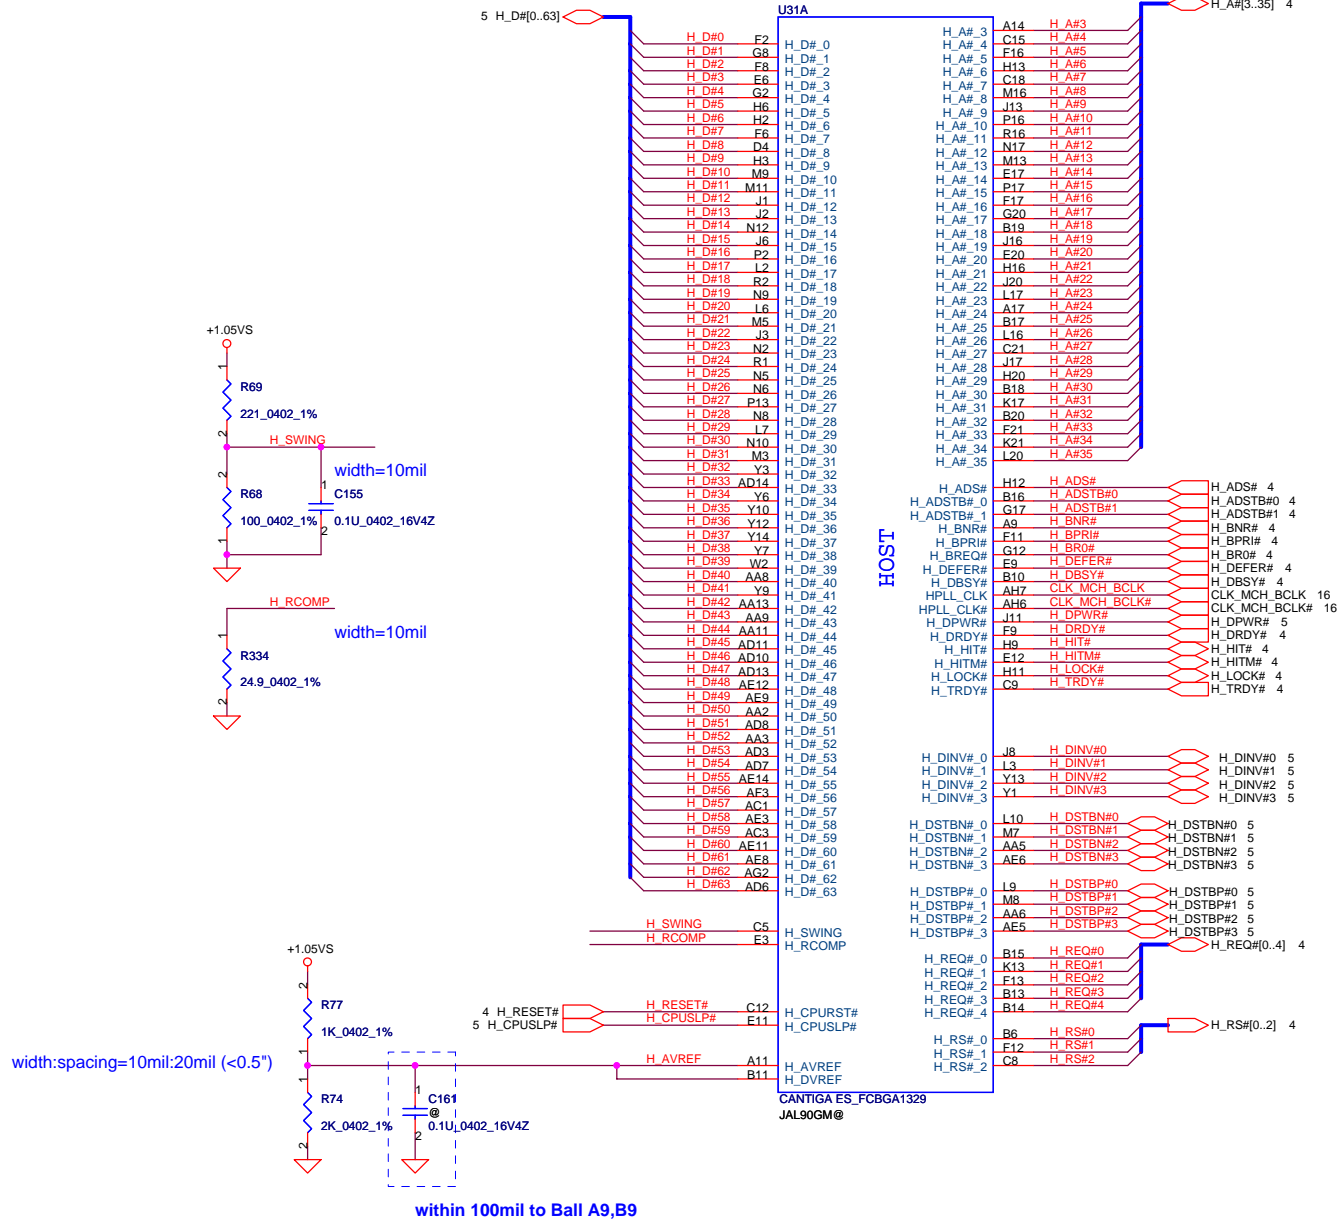 5 H_D#[0..63]
U31A
H_A#[3..35] 4
H_D#0 F2 H_D#_0
H_D#1 G8 H_D#_1
H_D#2 F8 H_D#_2
H_D#3 E6 H_D#_3
H_D#4 G2 H_D#_4
H_D#5 H6 H_D#_5
H_D#6 H2 H_D#_6
H_D#7 F6 H_D#_7
H_D#8 D4 H_D#_8
H_D#9 H3 H_D#_9
H_D#10 M9 H_D#_10
H_D#11 M11 H_D#_11
H_D#12 J1 H_D#_12
H_D#13 J2 H_D#_13
H_D#14 N12 H_D#_14
H_D#15 J6 H_D#_15
H_D#16 P2 H_D#_16
H_D#17 L2 H_D#_17
H_D#18 R2 H_D#_18
H_D#19 N9 H_D#_19
H_D#20 L6 H_D#_20
H_D#21 M5 H_D#_21
H_D#22 J3 H_D#_22
H_D#23 N2 H_D#_23
H_D#24 R1 H_D#_24
H_D#25 N5 H_D#_25
H_D#26 N6 H_D#_26
H_D#27 P13 H_D#_27
H_D#28 N8 H_D#_28
H_D#29 L7 H_D#_29
H_D#30 N10 H_D#_30
H_D#31 M3 H_D#_31
H_D#32 Y3 H_D#_32
H_D#33 AD14 H_D#_33
H_D#34 Y6 H_D#_34
H_D#35 Y10 H_D#_35
H_D#36 Y12 H_D#_36
H_D#37 Y14 H_D#_37
H_D#38 Y7 H_D#_38
H_D#39 W2 H_D#_39
H_D#40 AA8 H_D#_40
H_D#41 Y9 H_D#_41
H_D#42 AA13 H_D#_42
H_D#43 AA9 H_D#_43
H_D#44 AA11 H_D#_44
H_D#45 AD11 H_D#_45
H_D#46 AD10 H_D#_46
H_D#47 AD13 H_D#_47
H_D#48 AE12 H_D#_48
H_D#49 AE9 H_D#_49
H_D#50 AA2 H_D#_50
H_D#51 AD8 H_D#_51
H_D#52 AA3 H_D#_52
H_D#53 AD3 H_D#_53
H_D#54 AD7 H_D#_54
H_D#55 AE14 H_D#_55
H_D#56 AF3 H_D#_56
H_D#57 AC1 H_D#_57
H_D#58 AE3 H_D#_58
H_D#59 AC3 H_D#_59
H_D#60 AE11 H_D#_60
H_D#61 AE8 H_D#_61
H_D#62 AG2 H_D#_62
H_D#63 AD6 H_D#_63
H_SWING C5 H_SWING
H_RCOMP E3 H_RCOMP
4 H_RESET# H_RESET# C12 H_CPURST#
5 H_CPUSLP# H_CPUSLP# E11 H_CPUSLP#
H_AVREF A11 H_AVREF
B11 H_DVREF
HOST
H_A#_3 A14 H_A#3
H_A#_4 C15 H_A#4
H_A#_5 F16 H_A#5
H_A#_6 H13 H_A#6
H_A#_7 C18 H_A#7
H_A#_8 M16 H_A#8
H_A#_9 J13 H_A#9
H_A#_10 P16 H_A#10
H_A#_11 R16 H_A#11
H_A#_12 N17 H_A#12
H_A#_13 M13 H_A#13
H_A#_14 E17 H_A#14
H_A#_15 P17 H_A#15
H_A#_16 F17 H_A#16
H_A#_17 G20 H_A#17
H_A#_18 B19 H_A#18
H_A#_19 J16 H_A#19
H_A#_20 E20 H_A#20
H_A#_21 H16 H_A#21
H_A#_22 J20 H_A#22
H_A#_23 L17 H_A#23
H_A#_24 A17 H_A#24
H_A#_25 B17 H_A#25
H_A#_26 L16 H_A#26
H_A#_27 C21 H_A#27
H_A#_28 J17 H_A#28
H_A#_29 H20 H_A#29
H_A#_30 B18 H_A#30
H_A#_31 K17 H_A#31
H_A#_32 B20 H_A#32
H_A#_33 F21 H_A#33
H_A#_34 K21 H_A#34
H_A#_35 L20 H_A#35
H_ADS# H12 H_ADS# H_ADS# 4
H_ADSTB#_0 B16 H_ADSTB#0 H_ADSTB#0 4
H_ADSTB#_1 G17 H_ADSTB#1 H_ADSTB#1 4
H_BNR# A9 H_BNR# H_BNR# 4
H_BPRI# F11 H_BPRI# H_BPRI# 4
H_BREQ# G12 H_BR0# H_BR0# 4
H_DEFER# E9 H_DEFER# H_DEFER# 4
H_DBSY# B10 H_DBSY# H_DBSY# 4
HPLL_CLK AH7 CLK_MCH_BCLK CLK_MCH_BCLK 16
HPLL_CLK# AH6 CLK_MCH_BCLK# CLK_MCH_BCLK# 16
H_DPWR# J11 H_DPWR# H_DPWR# 5
H_DRDY# F9 H_DRDY# H_DRDY# 4
H_HIT# H9 H_HIT# H_HIT# 4
H_HITM# E12 H_HITM# H_HITM# 4
H_LOCK# H11 H_LOCK# H_LOCK# 4
H_TRDY# C9 H_TRDY# H_TRDY# 4
H_DINV#_0 J8 H_DINV#0 H_DINV#0 5
H_DINV#_1 L3 H_DINV#1 H_DINV#1 5
H_DINV#_2 Y13 H_DINV#2 H_DINV#2 5
H_DINV#_3 Y1 H_DINV#3 H_DINV#3 5
H_DSTBN#_0 L10 H_DSTBN#0 H_DSTBN#0 5
H_DSTBN#_1 M7 H_DSTBN#1 H_DSTBN#1 5
H_DSTBN#_2 AA5 H_DSTBN#2 H_DSTBN#2 5
H_DSTBN#_3 AE6 H_DSTBN#3 H_DSTBN#3 5
H_DSTBP#_0 L9 H_DSTBP#0 H_DSTBP#0 5
H_DSTBP#_1 M8 H_DSTBP#1 H_DSTBP#1 5
H_DSTBP#_2 AA6 H_DSTBP#2 H_DSTBP#2 5
H_DSTBP#_3 AE5 H_DSTBP#3 H_DSTBP#3 5
H_REQ#[0..4] 4
H_REQ#_0 B15 H_REQ#0
H_REQ#_1 K13 H_REQ#1
H_REQ#_2 F13 H_REQ#2
H_REQ#_3 B13 H_REQ#3
H_REQ#_4 B14 H_REQ#4
H_RS#[0..2] 4
H_RS#_0 B6 H_RS#0
H_RS#_1 F12 H_RS#1
H_RS#_2 C8 H_RS#2
CANTIGA ES_FCBGA1329
JAL90GM@
+1.05VS
1
R69
221_0402_1%
2
H_SWING
width=10mil
2
R68
100_0402_1%
1
1
C155
0.1U_0402_16V4Z
2
H_RCOMP
width=10mil
1
R334
24.9_0402_1%
2
+1.05VS
2
R77
1K_0402_1%
1
width:spacing=10mil:20mil (<0.5")
1
R74
2K_0402_1%
2
1
C161
@
0.1U_0402_16V4Z
2
within 100mil to Ball A9,B9